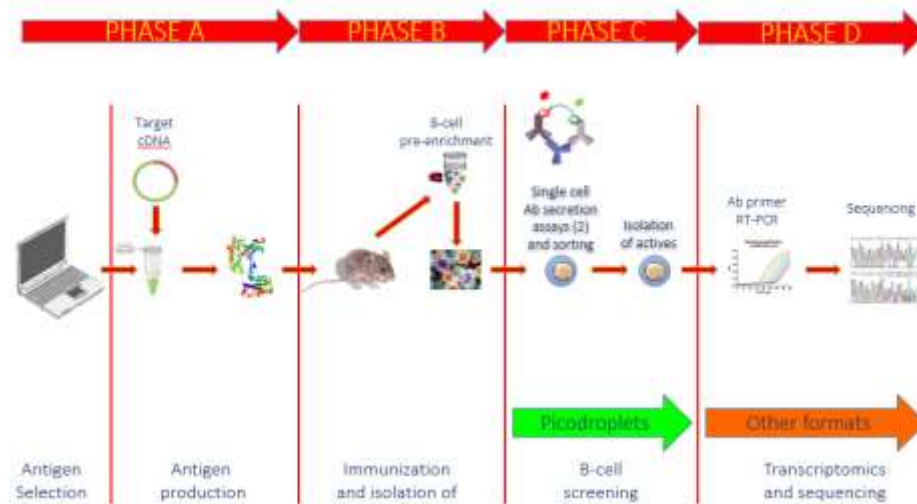 PHASE A
PHASE B
PHASE C
PHASE D
Target
cDNA
B-cell
pre-enrichment
Single cell
Ab secretion
assays (2)
and sorting
Isolation
of actives
Ab primer
RT-PCR
Sequencing
Picodroplets
Other formats
Antigen
Selection
Antigen
production
Immunization
and isolation of
B-cell
screening
Transcriptomics
and sequencing